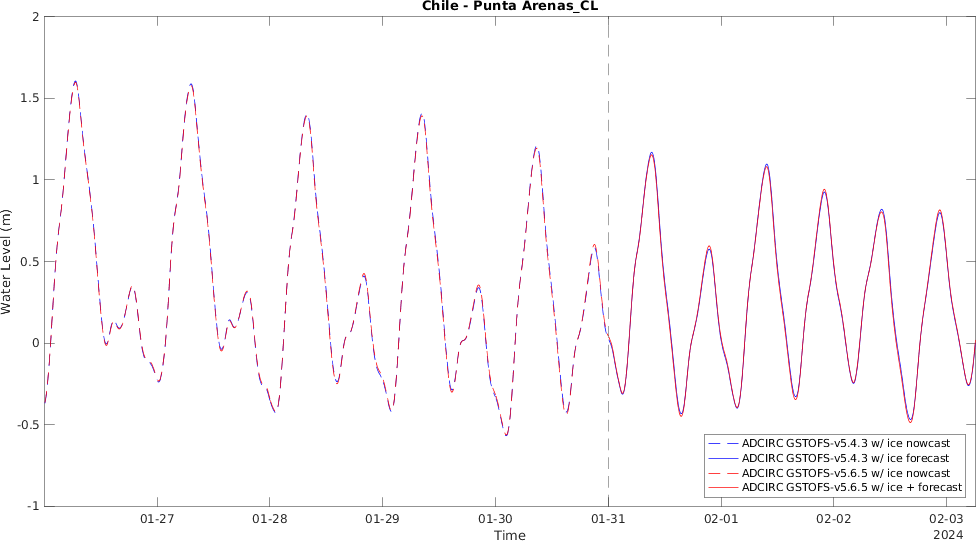 Chile - Punta Arenas_CL
2
1.5
1
0.5
0
-0.5
-1
Water Level (m)
01-27 01-28 01-29 01-30 01-31 02-01 02-02 02-03
2024
Time
ADCIRC GSTOFS-v5.4.3 w/ ice nowcast
ADCIRC GSTOFS-v5.4.3 w/ ice forecast
ADCIRC GSTOFS-v5.6.5 w/ ice nowcast
ADCIRC GSTOFS-v5.6.5 w/ ice + forecast